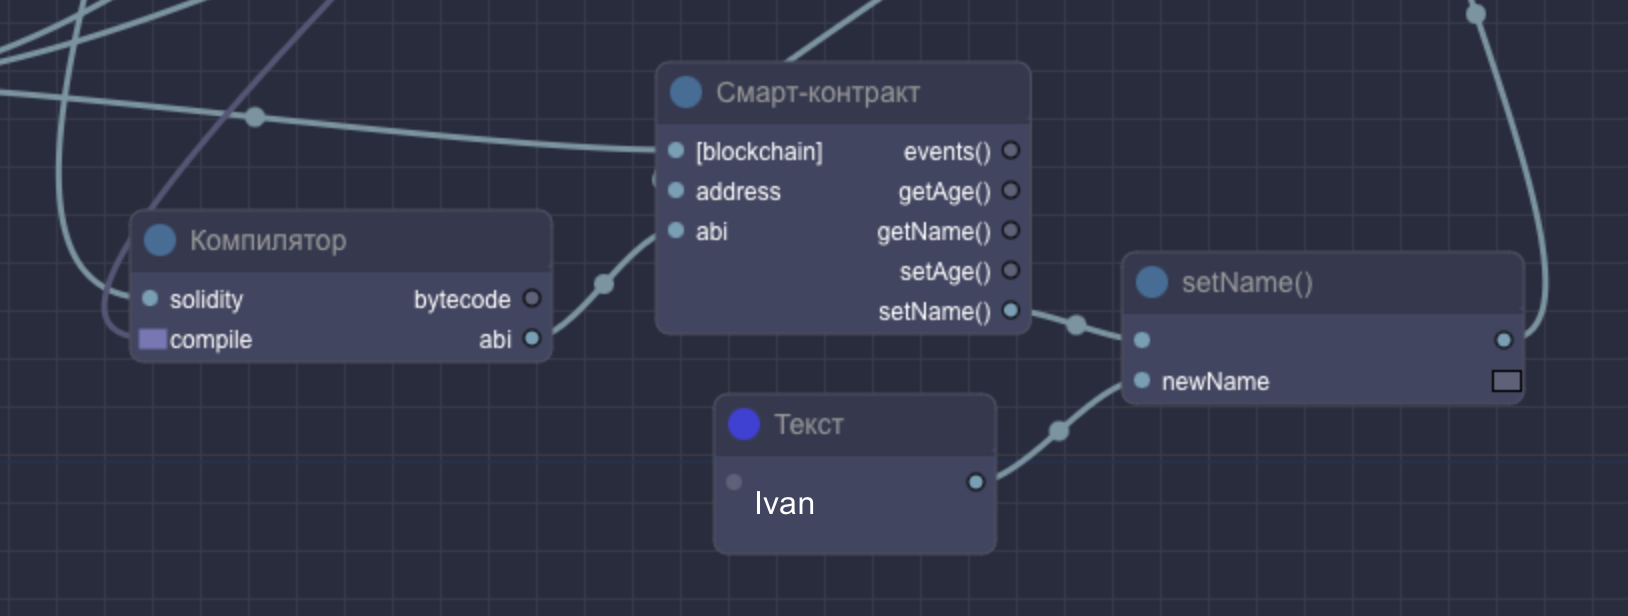 Смарт-контракт
[blockchain] events()
address getAge()
abi getName()
setAge()
setName()
Компилятор
solidity bytecode
compile abi
setName()
newName
Текст
Ivan